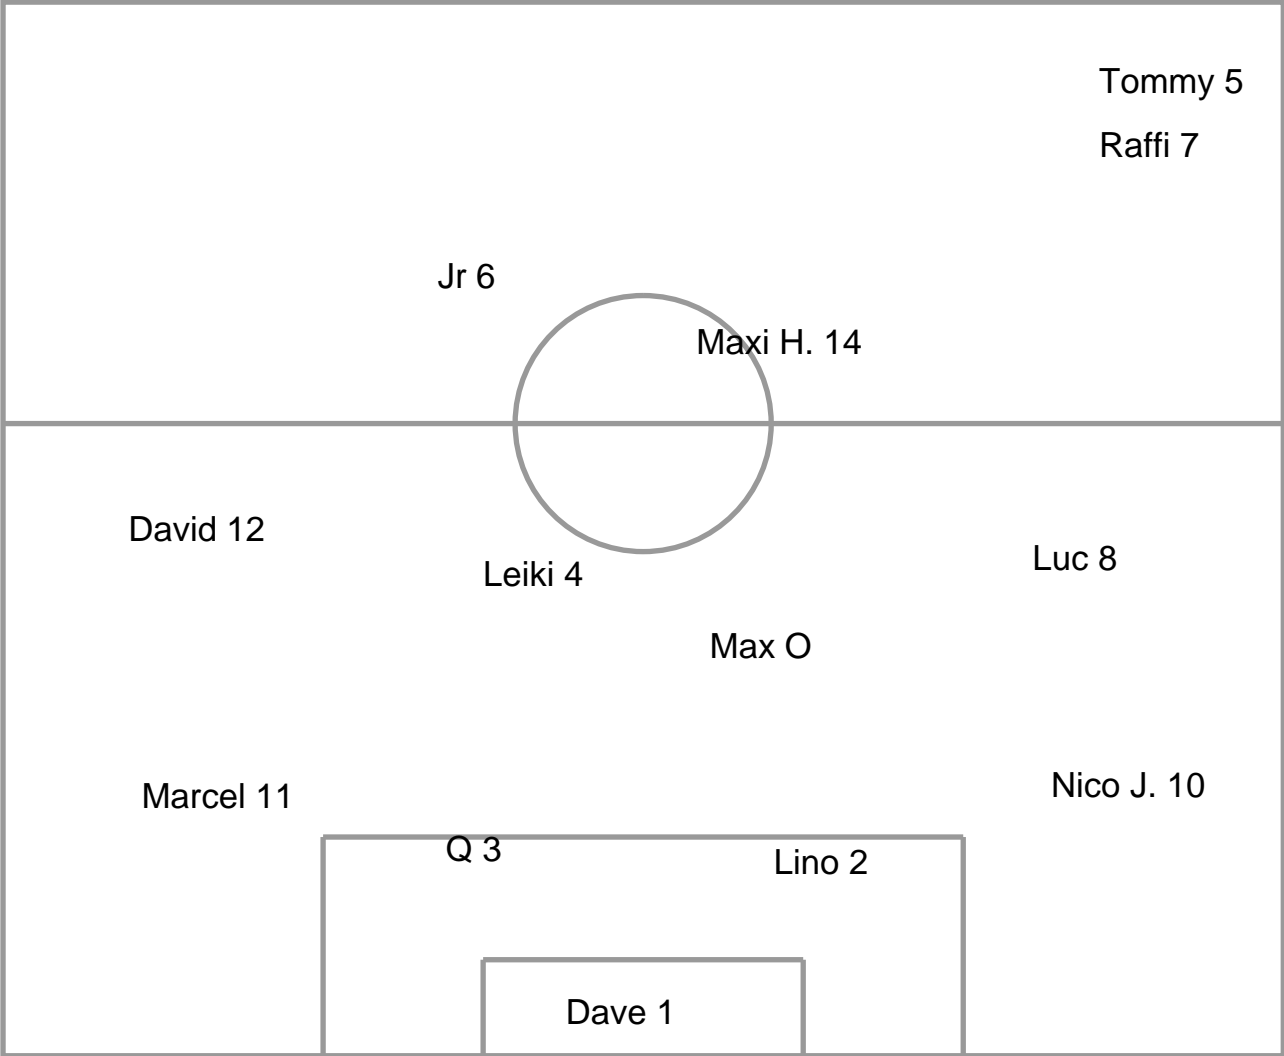 Tommy 5
Raffi 7
Jr 6
Maxi H. 14
David 12
Luc 8
Leiki 4
Max O
Nico J. 10
Marcel 11
Q 3
Lino 2
Dave 1